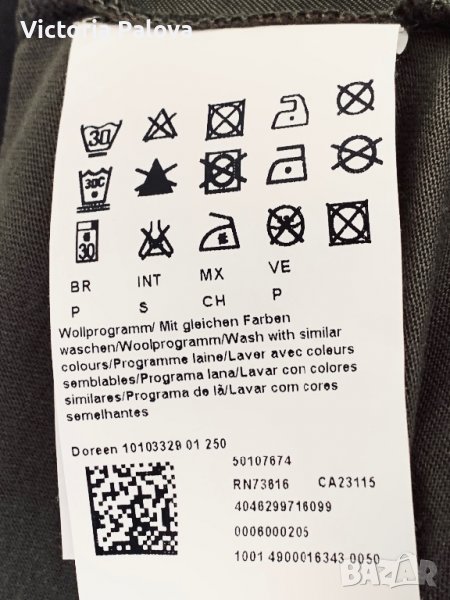 Victoria Palova
30
30C
30
BR INT MX VE
P S CH P
Wollprogramm/ Mit gleichen Farben
waschen/Woolprogramm/Wash with similar
colours/Programme laine/Laver avec coleurs
semblables/Programa lana/Lavar con colores
similares/Programa de lã/Lavar com cores
semelhantes
Doreen 10103329 01 250
50107674
RN73616 CA23115
4046299716099
0006000205
1001 4900016343 0050
BAZAR